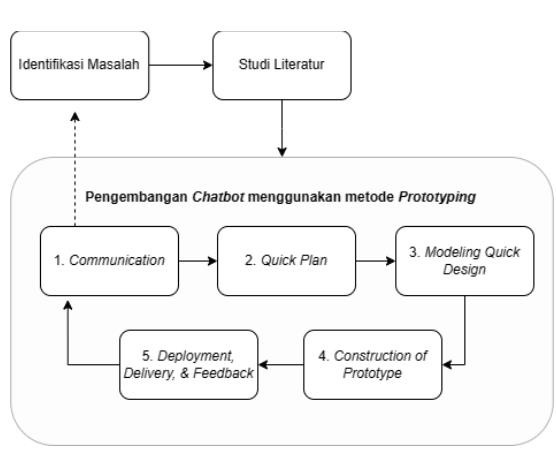 Identifikasi Masalah
Studi Literatur
Pengembangan Chatbot menggunakan metode Prototyping
1. Communication
2. Quick Plan
3. Modeling Quick
Design
4. Construction of
Prototype
5. Deployment,
Delivery, & Feedback